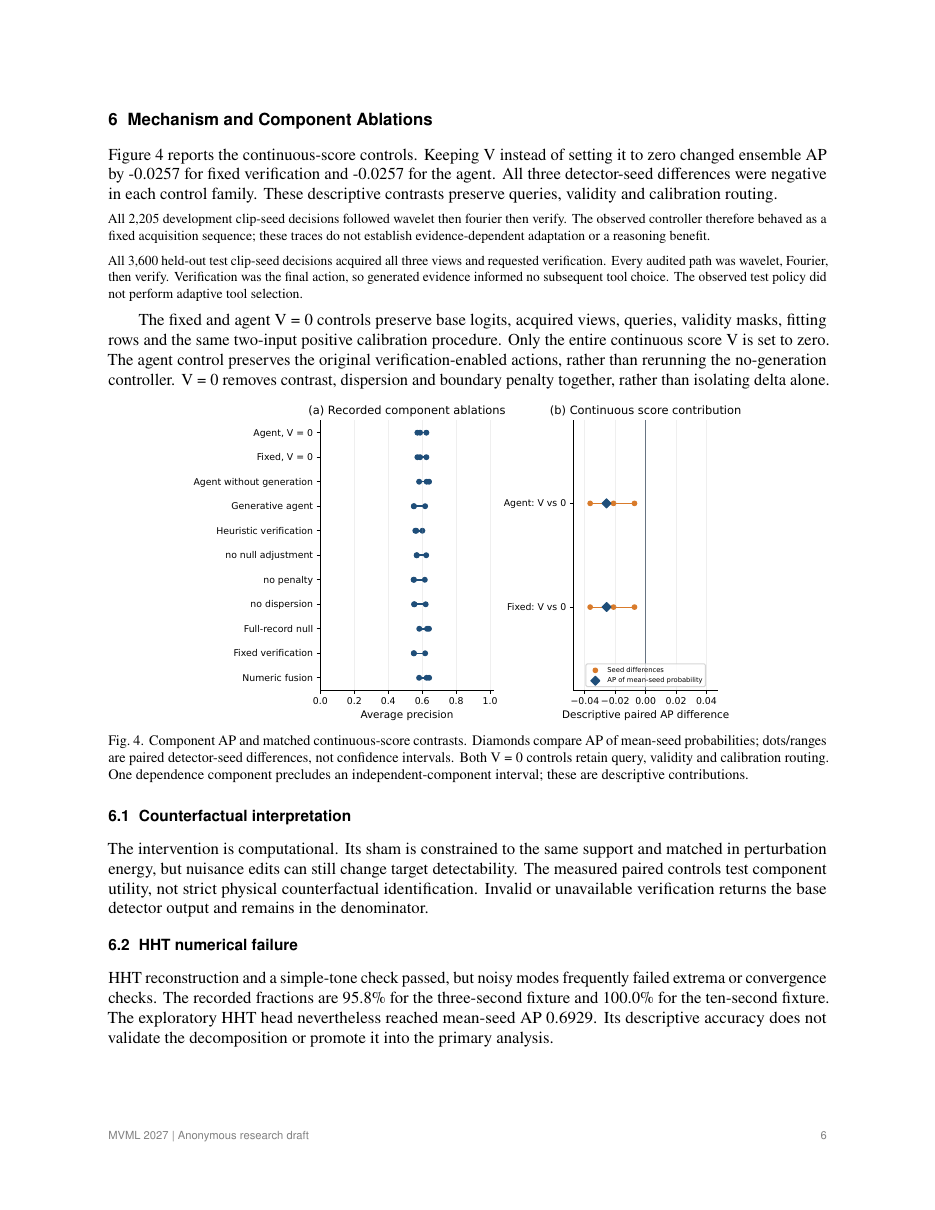 6 Mechanism and Component Ablations
Figure 4 reports the continuous-score controls. Keeping V instead of setting it to zero changed ensemble AP
by -0.0257 for fixed verification and -0.0257 for the agent. All three detector-seed differences were negative
in each control family. These descriptive contrasts preserve queries, validity and calibration routing.
All 2,205 development clip-seed decisions followed wavelet then fourier then verify. The observed controller therefore behaved as a
fixed acquisition sequence; these traces do not establish evidence-dependent adaptation or a reasoning benefit.
All 3,600 held-out test clip-seed decisions acquired all three views and requested verification. Every audited path was wavelet, Fourier,
then verify. Verification was the final action, so generated evidence informed no subsequent tool choice. The observed test policy did
not perform adaptive tool selection.
The fixed and agent V = 0 controls preserve base logits, acquired views, queries, validity masks, fitting
rows and the same two-input positive calibration procedure. Only the entire continuous score V is set to zero.
The agent control preserves the original verification-enabled actions, rather than rerunning the no-generation
controller. V = 0 removes contrast, dispersion and boundary penalty together, rather than isolating delta alone.
(a) Recorded component ablations
Agent, V = 0
Fixed, V = 0
Agent without generation
Generative agent
Heuristic verification
no null adjustment
no penalty
no dispersion
Full-record null
Fixed verification
Numeric fusion
0.0 0.2 0.4 0.6 0.8 1.0
Average precision
(b) Continuous score contribution
Agent: V vs 0
Fixed: V vs 0
Seed differences
AP of mean-seed probability
−0.04 −0.02 0.00 0.02 0.04
Descriptive paired AP difference
Fig. 4. Component AP and matched continuous-score contrasts. Diamonds compare AP of mean-seed probabilities; dots/ranges
are paired detector-seed differences, not confidence intervals. Both V = 0 controls retain query, validity and calibration routing.
One dependence component precludes an independent-component interval; these are descriptive contributions.
6.1 Counterfactual interpretation
The intervention is computational. Its sham is constrained to the same support and matched in perturbation
energy, but nuisance edits can still change target detectability. The measured paired controls test component
utility, not strict physical counterfactual identification. Invalid or unavailable verification returns the base
detector output and remains in the denominator.
6.2 HHT numerical failure
HHT reconstruction and a simple-tone check passed, but noisy modes frequently failed extrema or convergence
checks. The recorded fractions are 95.8% for the three-second fixture and 100.0% for the ten-second fixture.
The exploratory HHT head nevertheless reached mean-seed AP 0.6929. Its descriptive accuracy does not
validate the decomposition or promote it into the primary analysis.
MVML 2027 | Anonymous research draft
6